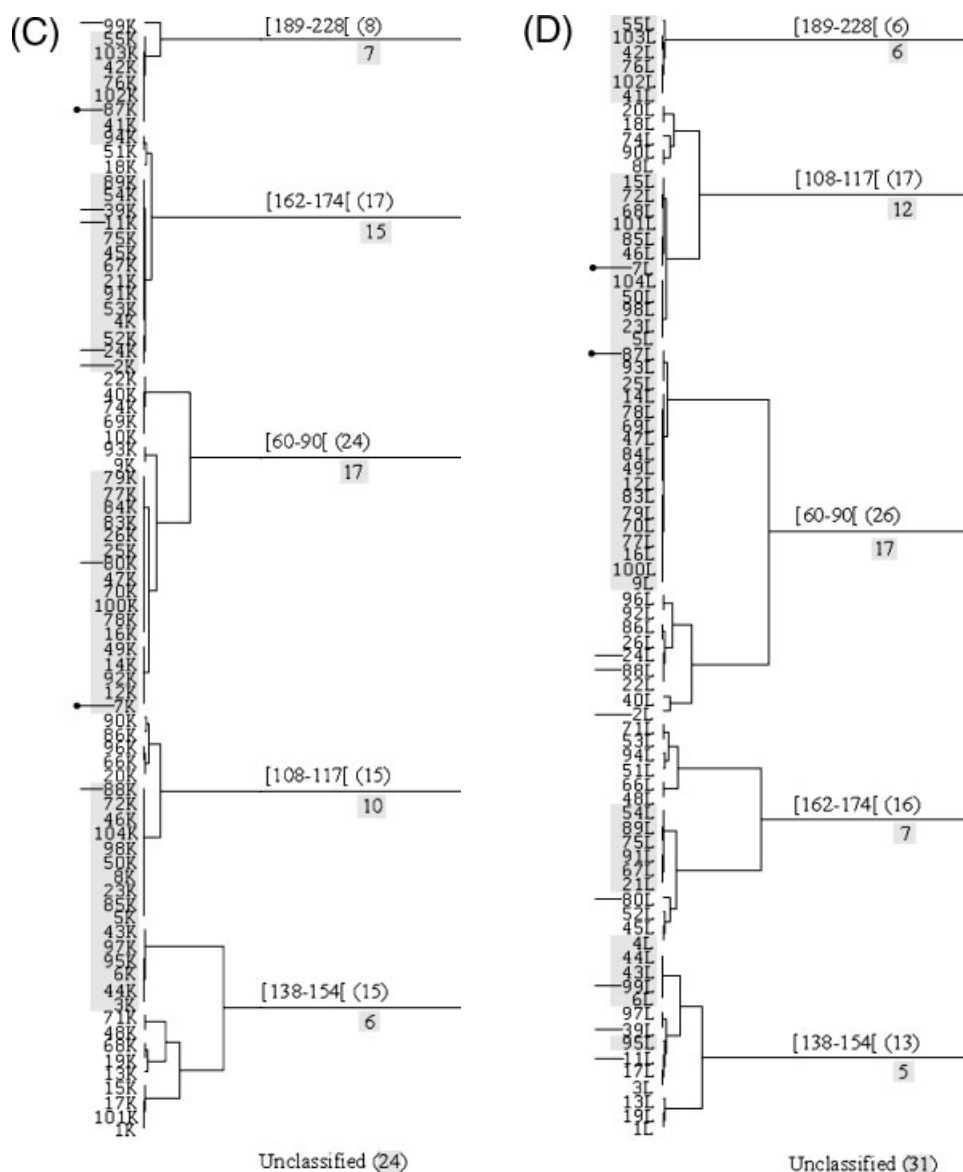 (C)
99K
55K
103K
42K
76K
102K
87K
41K
94K
51K
18K
89K
54K
39K
11K
75K
45K
67K
21K
91K
53K
4K
52K
24K
2K
22K
40K
74K
69K
10K
93K
9K
79K
77K
84K
83K
26K
25K
80K
47K
70K
100K
78K
16K
49K
14K
92K
12K
7K
90K
86K
96K
66K
20K
88K
72K
46K
104K
98K
50K
8K
23K
85K
5K
43K
97K
95K
6K
44K
3K
71K
48K
68K
19K
13K
15K
17K
101K
1K
[189-228[ (8)
7
[162-174[ (17)
15
[60-90[ (24)
17
[108-117[ (15)
10
[138-154[ (15)
6
Unclassified (24)
(D)
55L
103L
42L
76L
102L
41L
20L
18L
74L
90L
8L
15L
72L
68L
101L
85L
46L
7L
104L
50L
98L
23L
5L
87L
93L
25L
14L
78L
69L
47L
84L
49L
12L
83L
79L
70L
77L
16L
100L
9L
96L
92L
86L
26L
24L
88L
22L
40L
2L
71L
53L
94L
51L
66L
48L
54L
89L
75L
91L
67L
21L
80L
52L
45L
4L
44L
43L
99L
6L
97L
39L
95L
11L
17L
3L
13L
19L
1L
[189-228[ (6)
6
[108-117[ (17)
12
[60-90[ (26)
17
[162-174[ (16)
7
[138-154[ (13)
5
Unclassified (31)